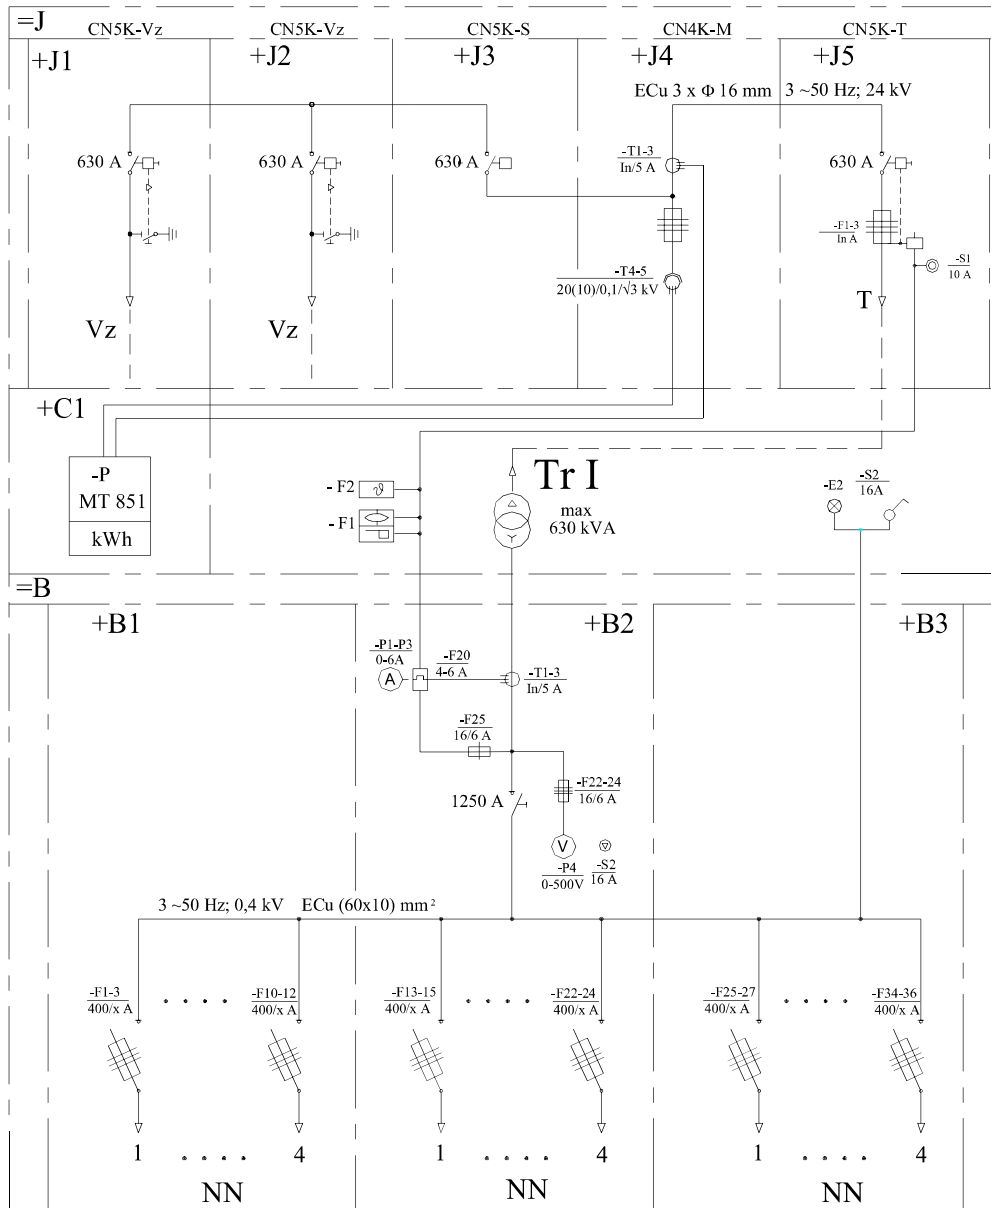 =J
CN5K-Vz
CN5K-Vz
CN5K-S
CN4K-M
CN5K-T
+J1
+J2
+J3
+J4
+J5
ECu 3 x Φ 16 mm
3 ~50 Hz; 24 kV
630 A
630 A
630 A
-T1-3
In/5 A
630 A
-F1-3
In A
-S1
10 A
-T4-5
20(10)/0,1/√3 kV
T
Vz
Vz
+C1
-P
MT 851
kWh
- F2
ϑ
- F1
Tr I
max
630 kVA
-E2
-S2
16A
=B
+B1
+B2
+B3
-P1-P3
0-6A
A
-F20
4-6 A
-T1-3
In/5 A
-F25
16/6 A
1250 A
-F22-24
16/6 A
V
-P4
0-500V
-S2
16 A
3 ~50 Hz; 0,4 kV
ECu (60x10) mm²
-F1-3
400/x A
-F10-12
400/x A
-F13-15
400/x A
-F22-24
400/x A
-F25-27
400/x A
-F34-36
400/x A
1
4
1
4
1
4
NN
NN
NN